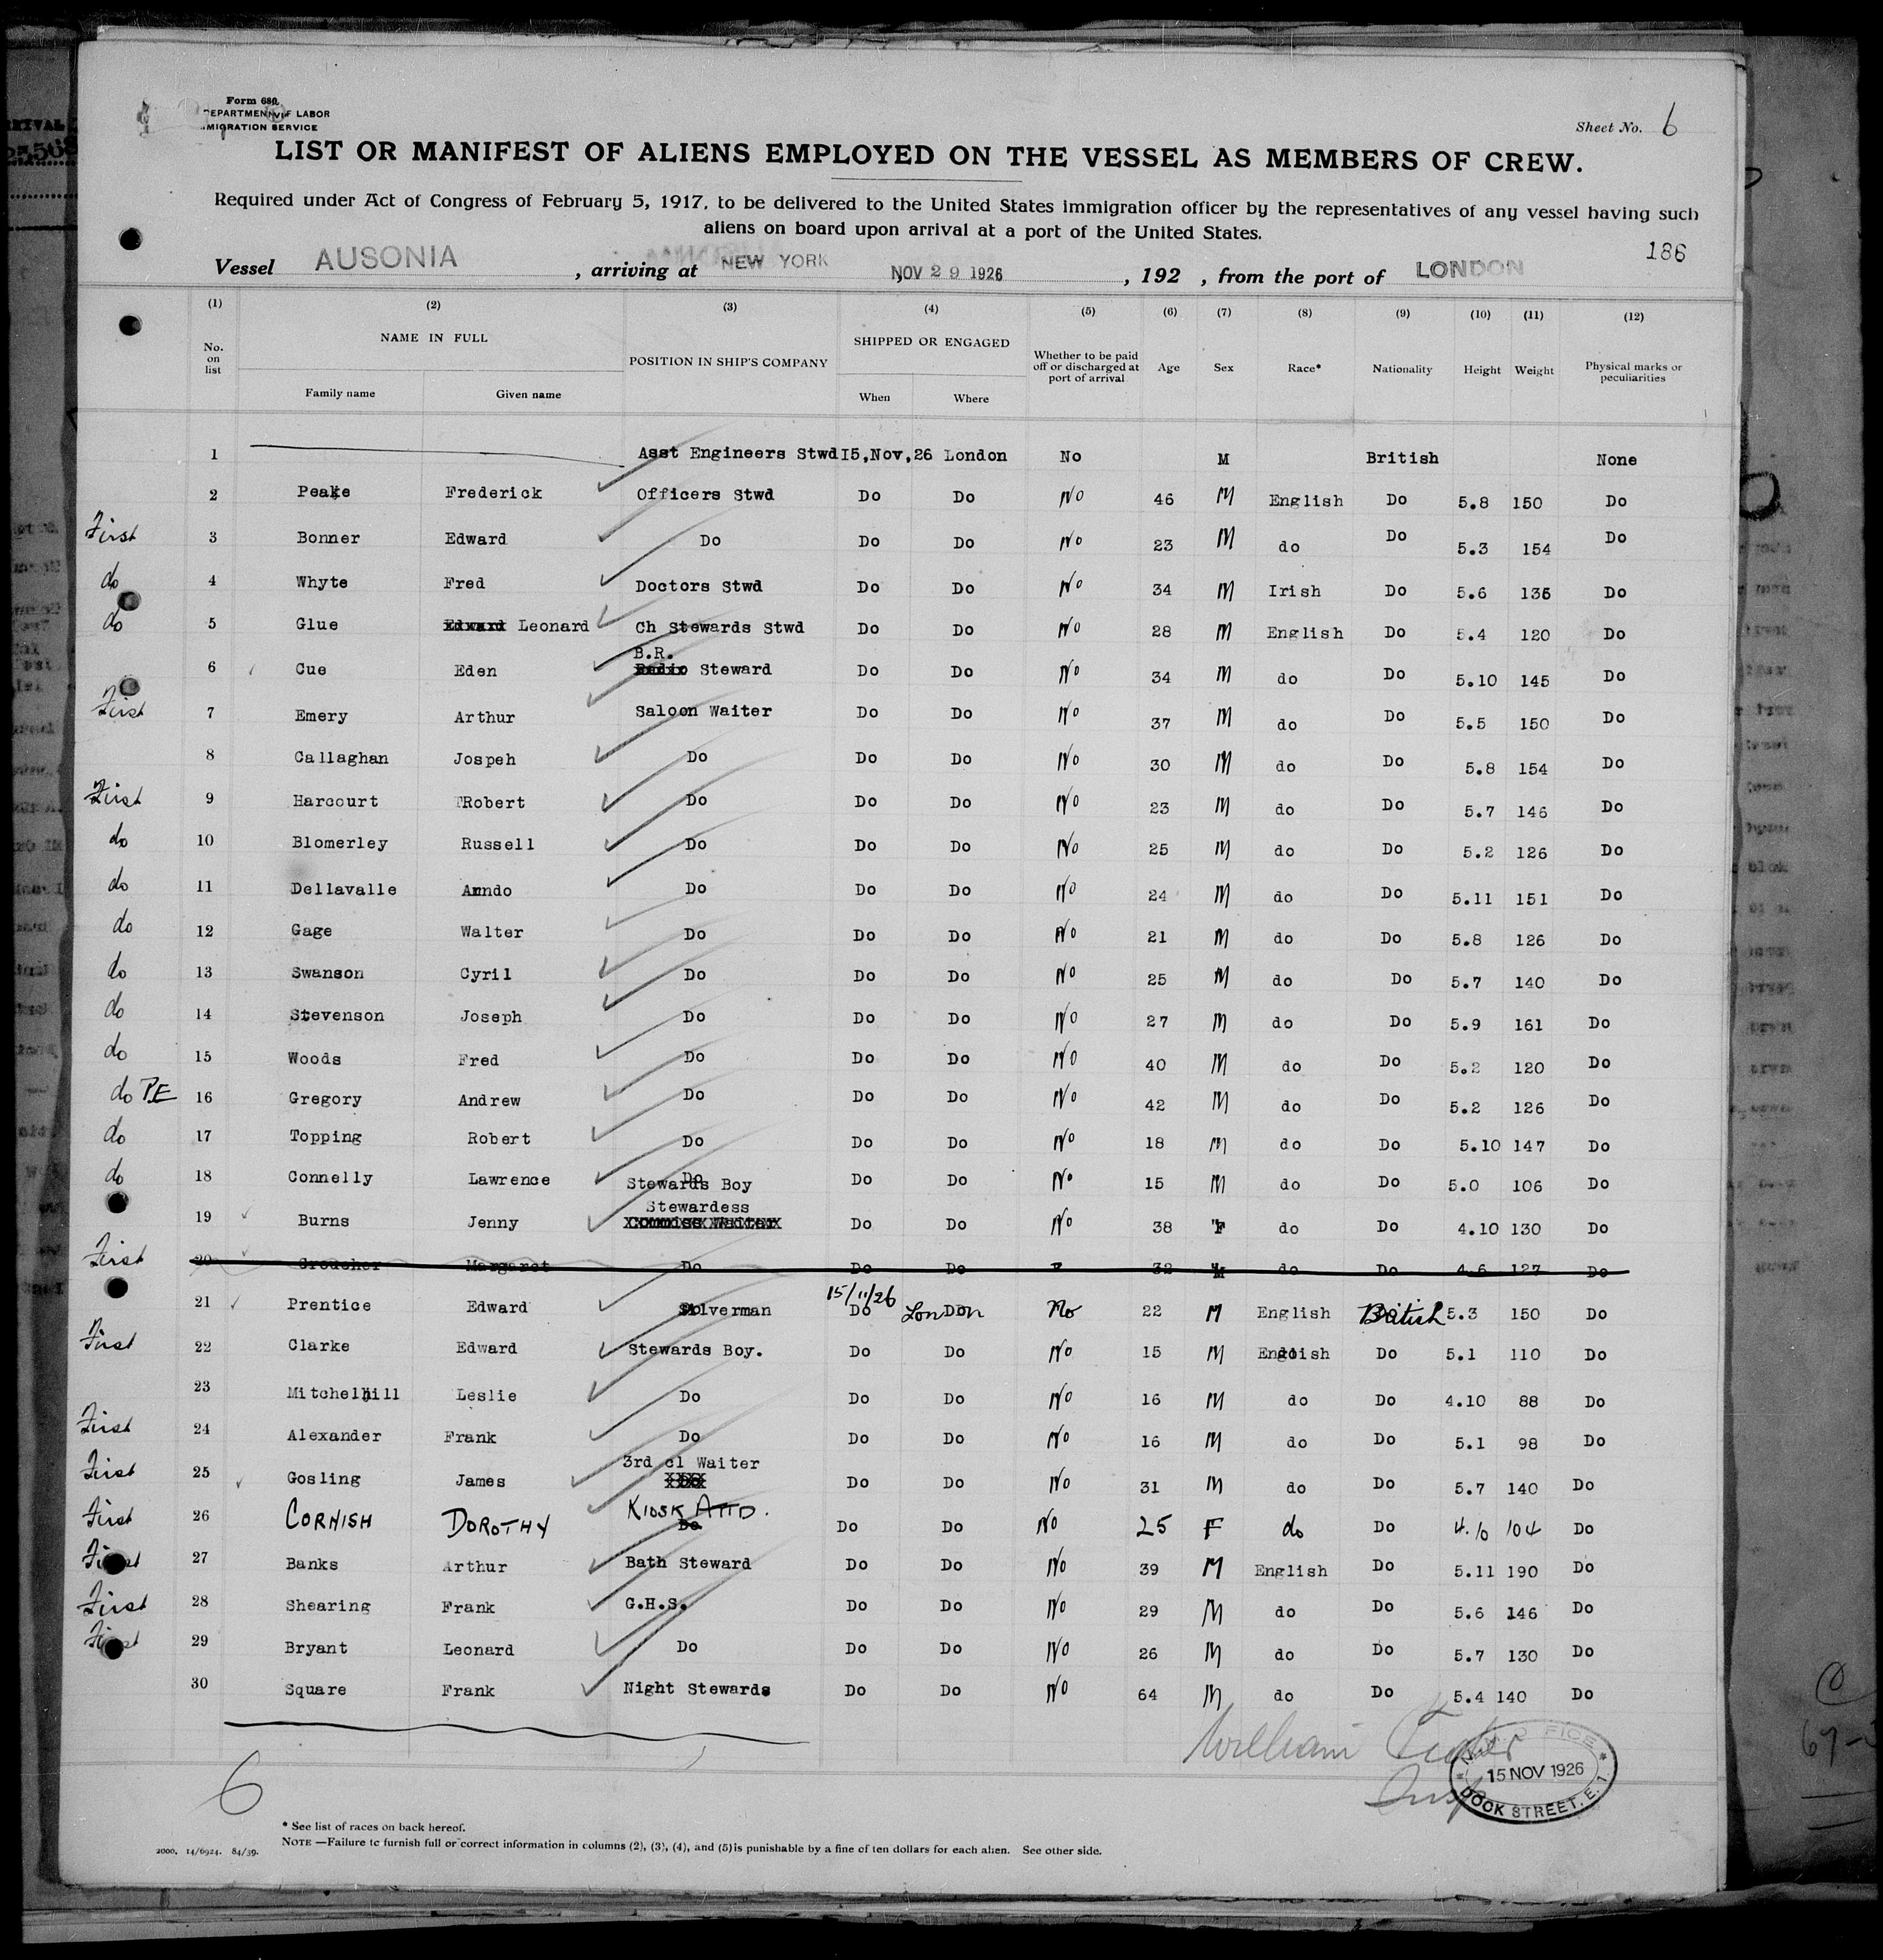 Form 680
DEPARTMENT OF LABOR
IMMIGRATION SERVICE
Sheet No. 6
LIST OR MANIFEST OF ALIENS EMPLOYED ON THE VESSEL AS MEMBERS OF CREW.
Required under Act of Congress of February 5, 1917, to be delivered to the United States immigration officer by the representatives of any vessel having such
aliens on board upon arrival at a port of the United States.
186
Vessel AUSONIA , arriving at NEW YORK NOV 29 1926 , 192 , from the port of LONDON
(1) (2) (3) (4) (5) (6) (7) (8) (9) (10) (11) (12)
No. on list NAME IN FULL Family name Given name POSITION IN SHIP'S COMPANY SHIPPED OR ENGAGED When Where Whether to be paid off or discharged at port of arrival Age Sex Race* Nationality Height Weight Physical marks or peculiarities
1 Asst Engineers Stwd 15,Nov,26 London No M British None
2 Peake Frederick Officers Stwd Do Do No 46 M English Do 5.8 150 Do
First 3 Bonner Edward Do Do Do No 23 M do Do 5.3 154 Do
do 4 Whyte Fred Doctors Stwd Do Do No 34 M Irish Do 5.6 136 Do
do 5 Glue Edward Leonard Ch Stewards Stwd Do Do No 28 M English Do 5.4 120 Do
6 Cue Eden B.R. Steward Do Do No 34 M do Do 5.10 145 Do
First 7 Emery Arthur Saloon Waiter Do Do No 37 M do Do 5.5 150 Do
8 Callaghan Jospeh Do Do Do No 30 M do Do 5.8 154 Do
First 9 Harcourt Robert Do Do Do No 23 M do Do 5.7 146 Do
do 10 Blomerley Russell Do Do Do No 25 M do Do 5.2 126 Do
do 11 Dellavalle Do Do Do No 24 M do Do 5.11 151 Do
do 12 Gage Walter Do Do Do No 21 M do Do 5.8 126 Do
do 13 Swanson Cyril Do Do Do No 25 M do Do 5.7 140 Do
do 14 Stevenson Joseph Do Do Do No 27 M do Do 5.9 161 Do
do 15 Woods Fred Do Do Do No 40 M do Do 5.2 120 Do
do P.E 16 Gregory Andrew Do Do Do No 42 M do Do 5.2 126 Do
do 17 Topping Robert Do Do Do No 18 M do Do 5.10 147 Do
do 18 Connelly Lawrence Do Stewards Boy Do Do No 15 M do Do 5.0 106 Do
19 Burns Jenny Stewardess Do Do No 38 F do Do 4.10 130 Do
First 20 Croucher Margaret Do Do Do F 32 M do Do 4.6 127 Do
21 Prentice Edward Silverman 15/11/26 Do London No 22 M English British 5.3 150 Do
First 22 Clarke Edward Stewards Boy. Do Do No 15 M English Do 5.1 110 Do
23 Mitchelhill Leslie Do Do Do No 16 M do Do 4.10 88 Do
First 24 Alexander Frank Do Do Do No 16 M do Do 5.1 98 Do
First 25 Gosling James 3rd cl Waiter Do Do No 31 M do Do 5.7 140 Do
First 26 CORNISH DOROTHY KIOSK ATTD. Do Do Do No 25 F do Do 4.10 104 Do
First 27 Banks Arthur Bath Steward Do Do No 39 M English Do 5.11 190 Do
First 28 Shearing Frank G.H.S. Do Do No 29 M do Do 5.6 146 Do
First 29 Bryant Leonard Do Do Do No 26 M do Do 5.7 130 Do
30 Square Frank Night Stewards Do Do No 64 M do Do 5.4 140 Do
William
15 NOV 1926
DOCK STREET, E.1.
6
* See list of races on back hereof.
NOTE —Failure to furnish full or correct information in columns (2), (3), (4), and (5) is punishable by a fine of ten dollars for each alien. See other side.
2000. 14/6924. 84/39.